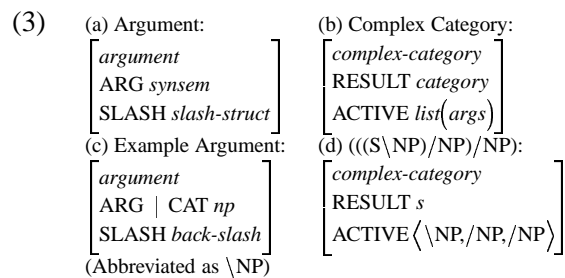 (3) (a) Argument: (b) Complex Category:
argument complex-category
ARG synsem RESULT category
SLASH slash-struct ACTIVE list(args)
(c) Example Argument: (d) (((S\NP)/NP)/NP):
argument complex-category
ARG | CAT np RESULT s
SLASH back-slash ACTIVE ⟨\NP,/NP,/NP⟩
(Abbreviated as \NP)